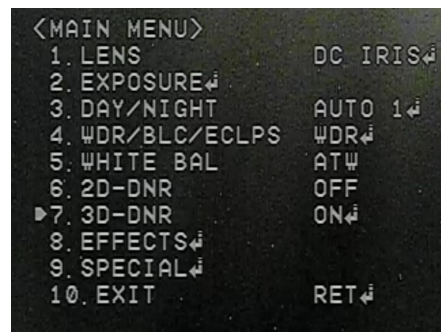 <MAIN MENU>
1. LENS DC IRIS↲
2. EXPOSURE↲
3. DAY/NIGHT AUTO 1↲
4. WDR/BLC/ECLPS WDR↲
5. WHITE BAL ATW
6. 2D-DNR OFF
▶7. 3D-DNR ON↲
8. EFFECTS↲
9. SPECIAL↲
10. EXIT RET↲